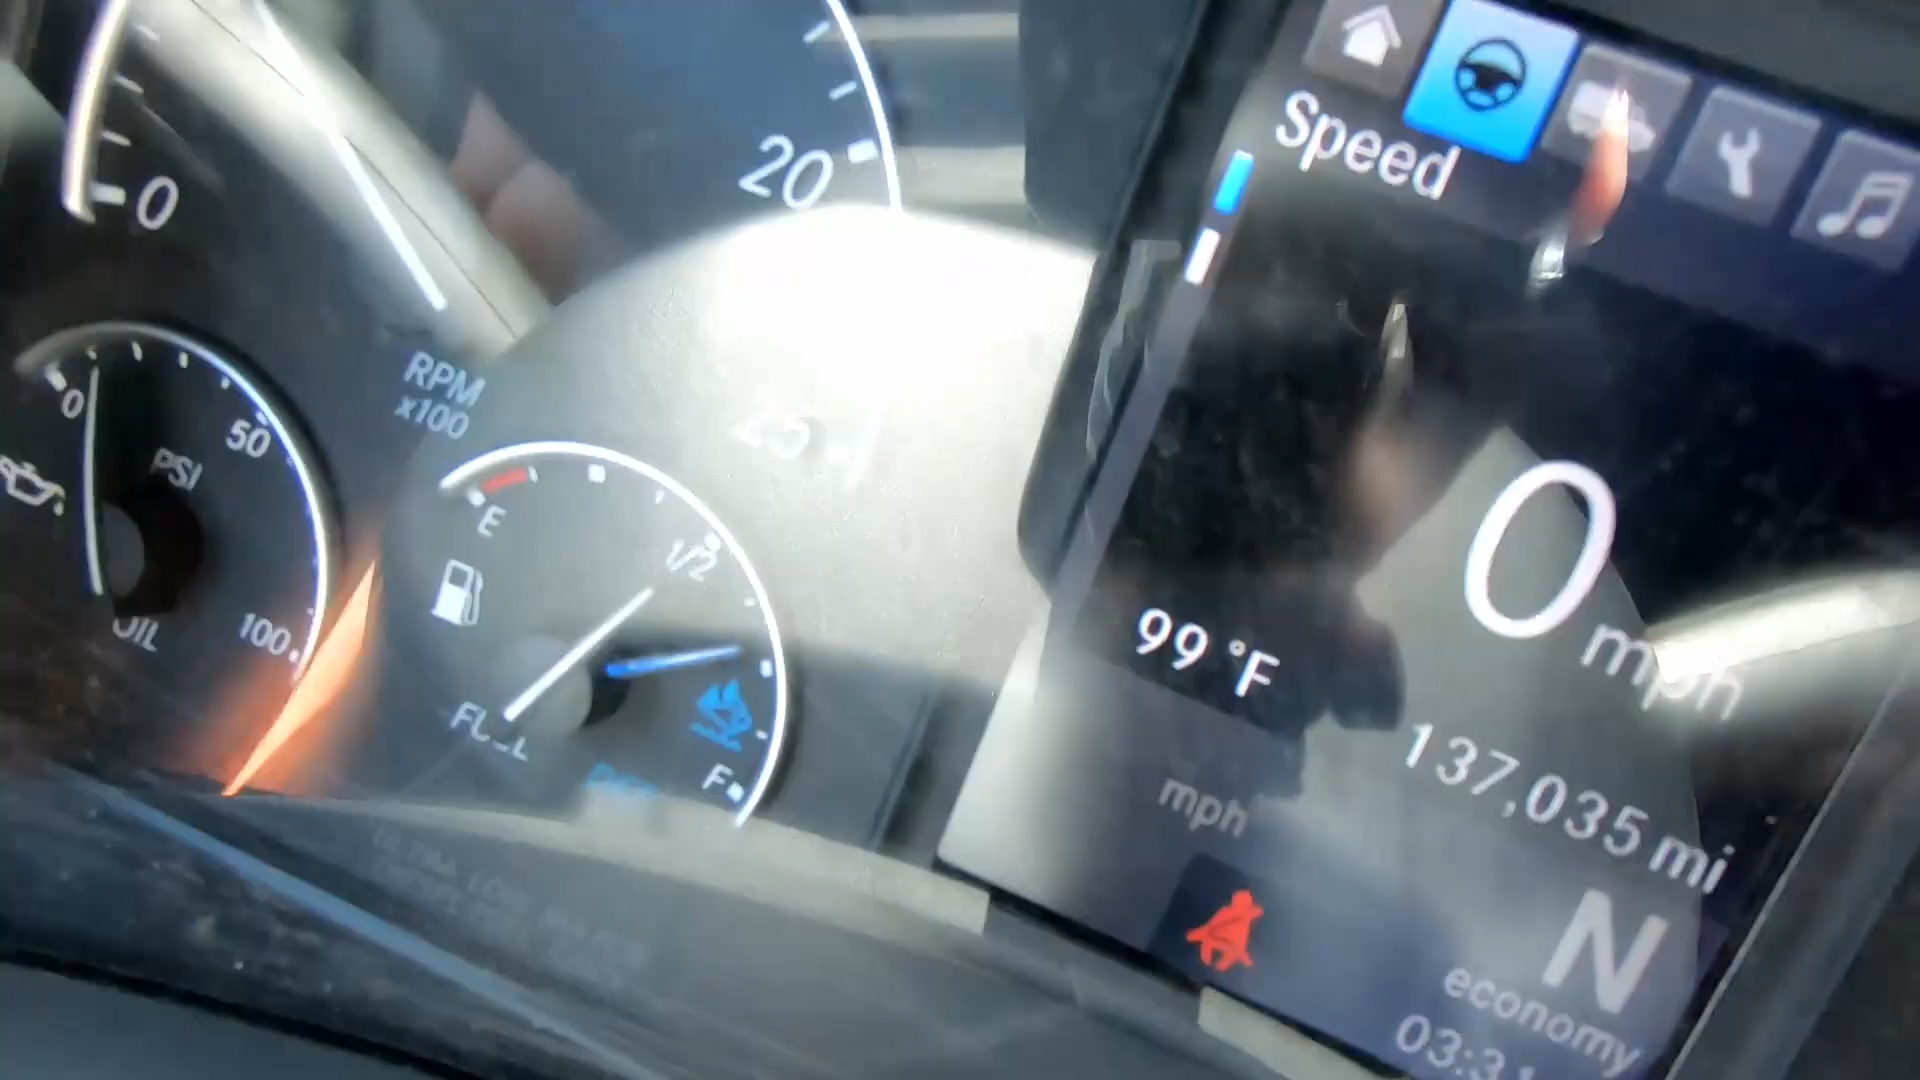 0
20
RPM
x100
0
50
PSI
100
OIL
E
1/2
FUEL
F
Speed
0 mph
99 °F
137,035 mi
mph
N
economy